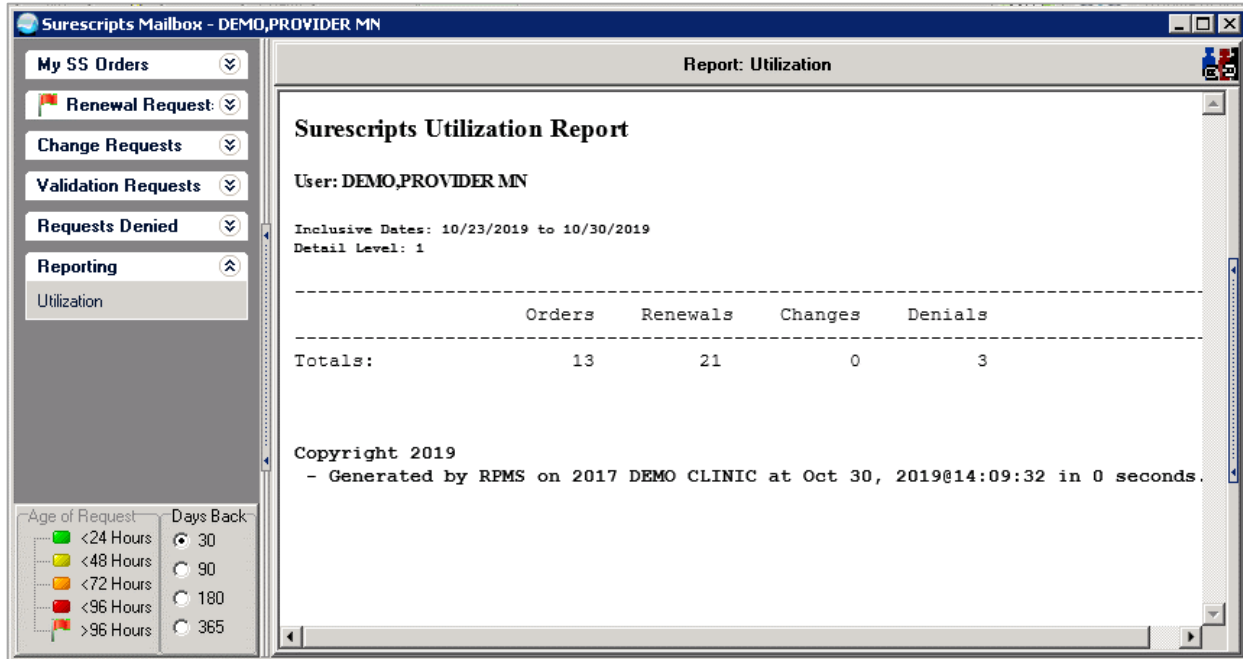 Surescripts Mailbox - DEMO,PROVIDER MN
My SS Orders
Renewal Request
Change Requests
Validation Requests
Requests Denied
Reporting
Utilization
Age of Request
<24 Hours
<48 Hours
<72 Hours
<96 Hours
>96 Hours
Days Back
30
90
180
365
Report: Utilization
Surescripts Utilization Report
User: DEMO,PROVIDER MN
Inclusive Dates: 10/23/2019 to 10/30/2019
Detail Level: 1
Orders Renewals Changes Denials
Totals: 13 21 0 3
Copyright 2019
- Generated by RPMS on 2017 DEMO CLINIC at Oct 30, 2019@14:09:32 in 0 seconds.